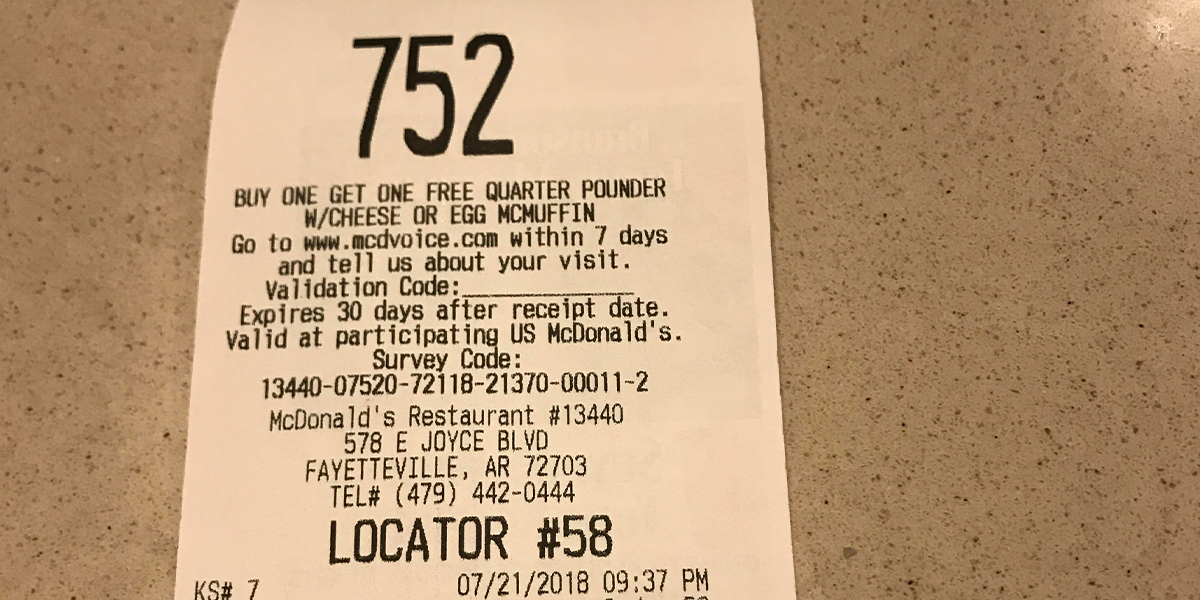 752
BUY ONE GET ONE FREE QUARTER POUNDER
W/CHEESE OR EGG MCMUFFIN
Go to www.mcdvoice.com within 7 days
and tell us about your visit.
Validation Code:______________
Expires 30 days after receipt date.
Valid at participating US McDonald's.
Survey Code:
13440-07520-72118-21370-00011-2
McDonald's Restaurant #13440
578 E JOYCE BLVD
FAYETTEVILLE, AR 72703
TEL# (479) 442-0444
LOCATOR #58
KS# 7 07/21/2018 09:37 PM